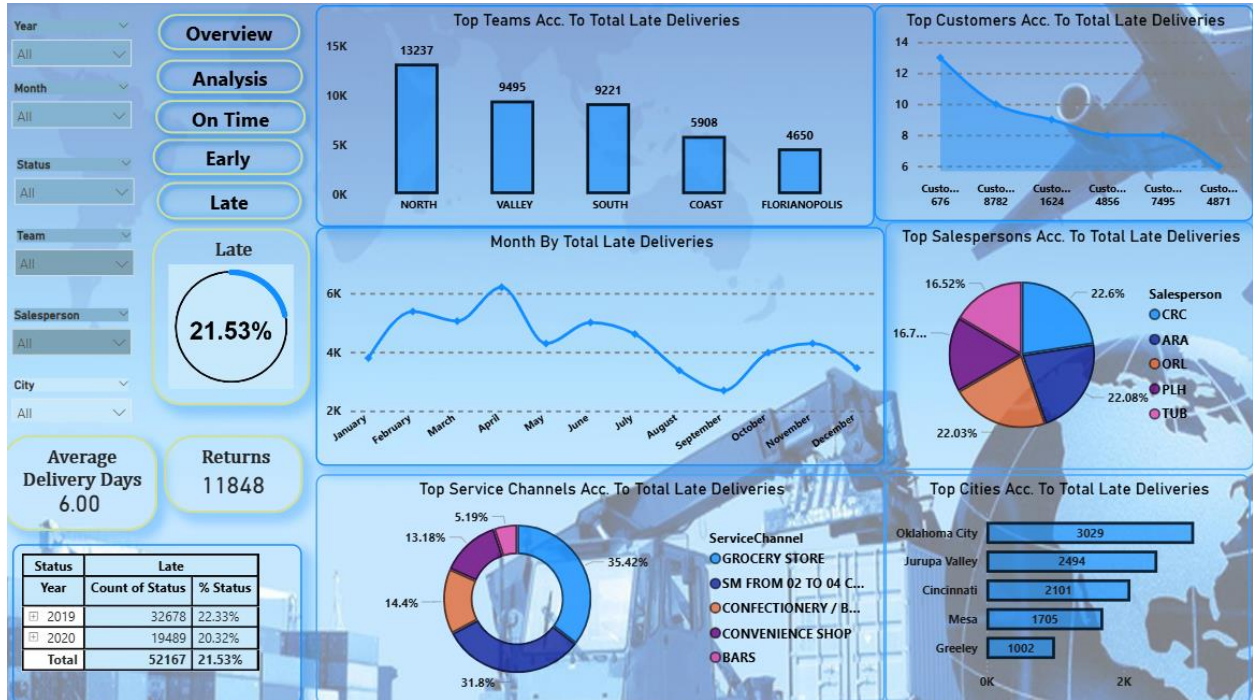 Year
All
Month
All
Status
All
Team
All
Salesperson
All
City
All
Overview
Analysis
On Time
Early
Late
Late
21.53%
Average
Delivery Days
6.00
Returns
11848
Status Late
Year Count of Status % Status
2019 32678 22.33%
2020 19489 20.32%
Total 52167 21.53%
Top Teams Acc. To Total Late Deliveries
15K
10K
5K
0K
13237
9495
9221
5908
4650
NORTH VALLEY SOUTH COAST FLORIANOPOLIS
Top Customers Acc. To Total Late Deliveries
14
12
10
8
6
Custo... Custo... Custo... Custo... Custo... Custo...
676 8782 1624 4856 7495 4871
Month By Total Late Deliveries
6K
4K
2K
January February March April May June July August September October November December
Top Salespersons Acc. To Total Late Deliveries
16.52%
22.6%
16.7...
22.08%
22.03%
Salesperson
CRC
ARA
ORL
PLH
TUB
Top Service Channels Acc. To Total Late Deliveries
5.19%
13.18%
35.42%
14.4%
31.8%
ServiceChannel
GROCERY STORE
SM FROM 02 TO 04 C...
CONFECTIONERY / B...
CONVENIENCE SHOP
BARS
Top Cities Acc. To Total Late Deliveries
Oklahoma City 3029
Jurupa Valley 2494
Cincinnati 2101
Mesa 1705
Greeley 1002
0K 2K